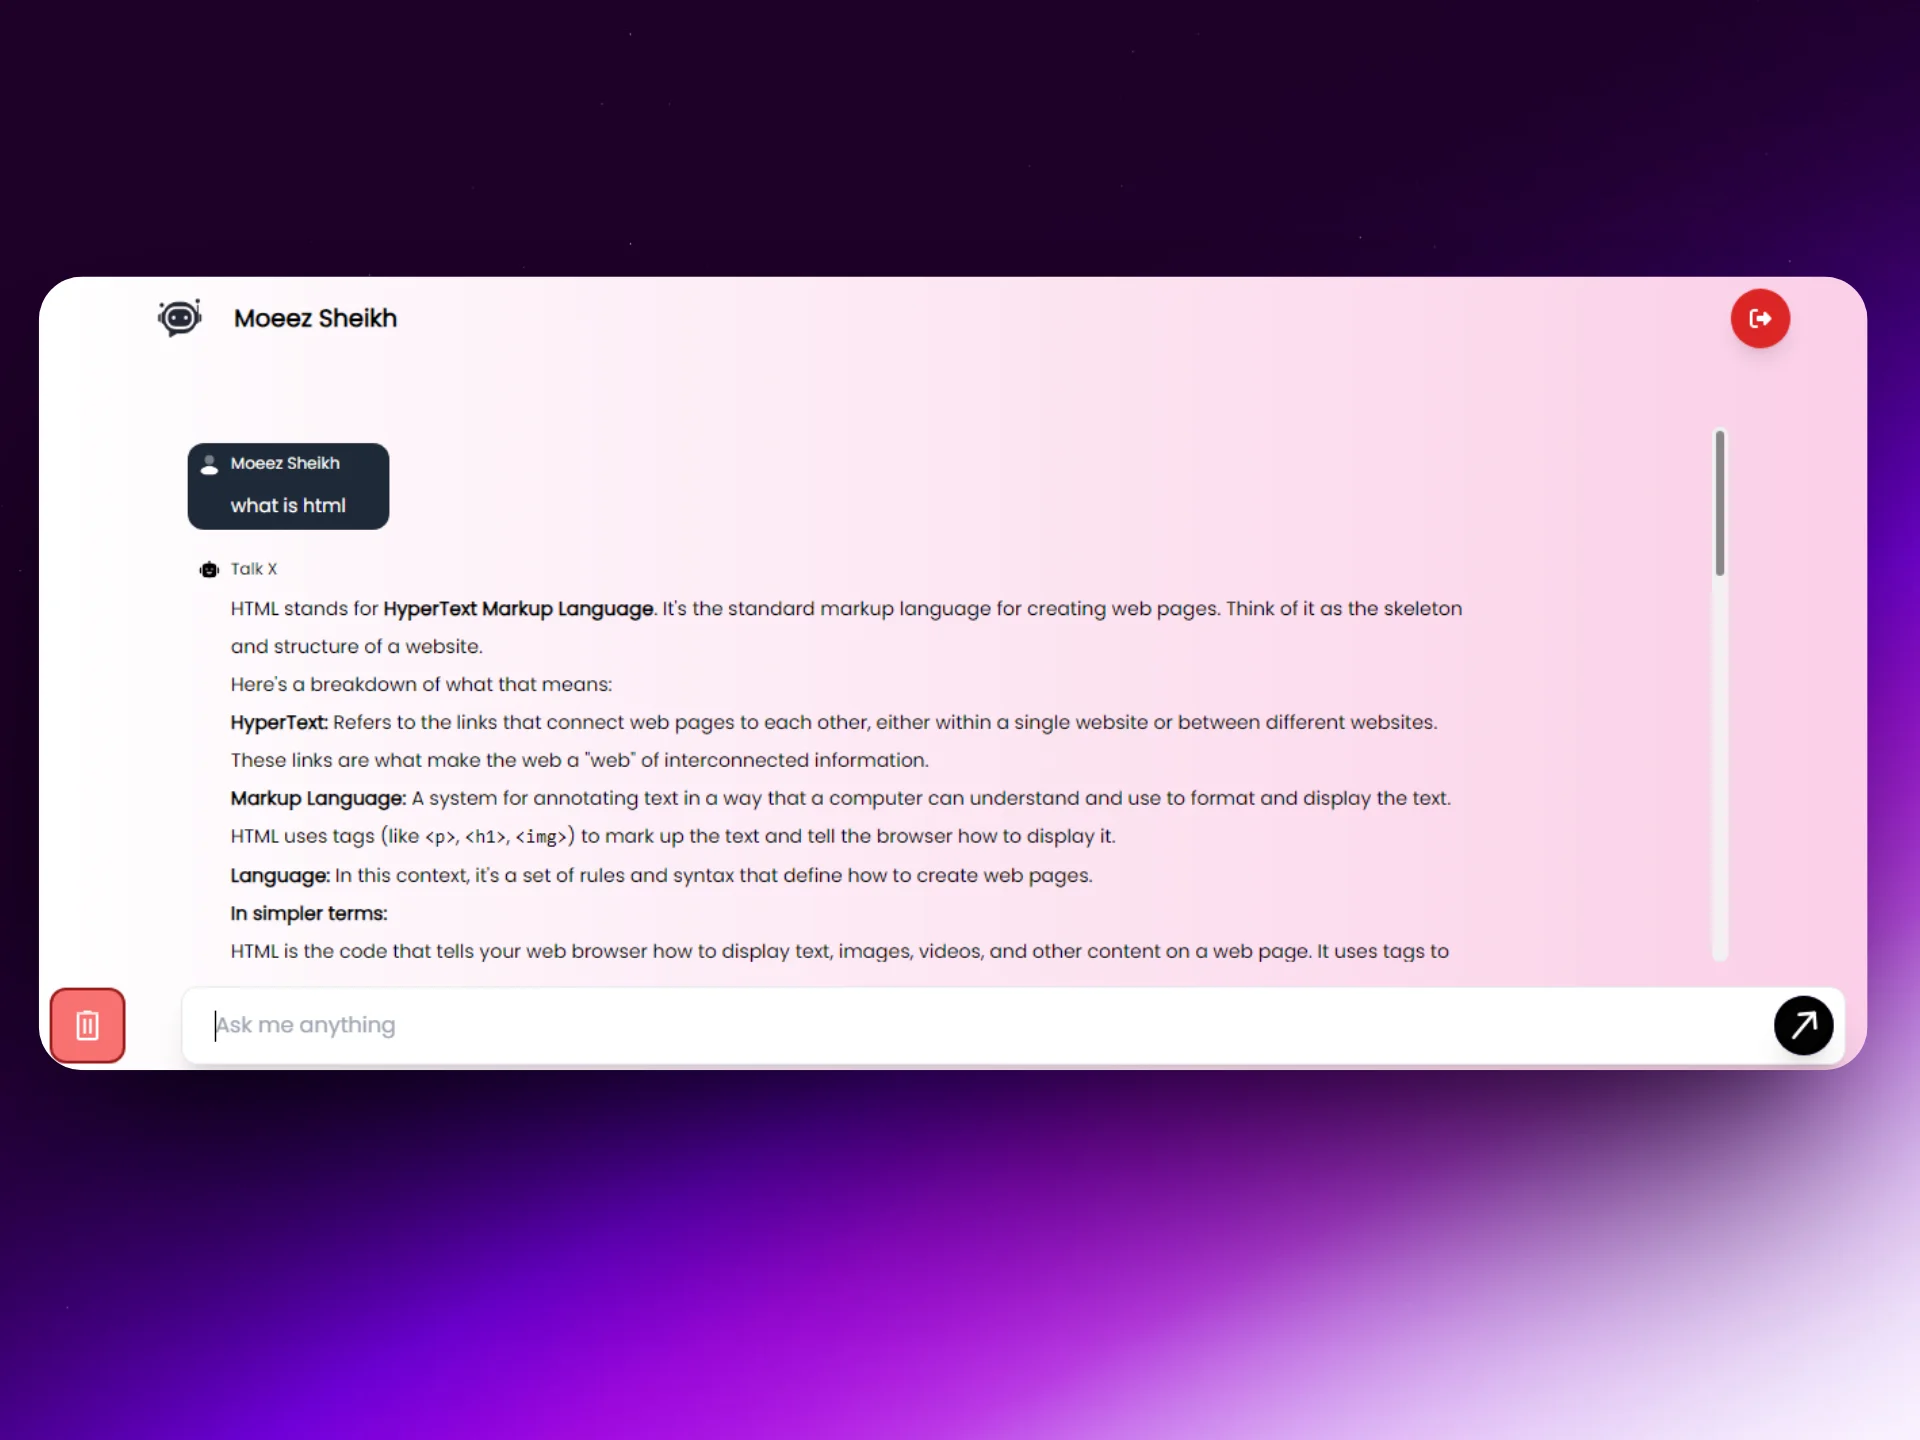 Moeez Sheikh
Moeez Sheikh
what is html
Talk X
HTML stands for HyperText Markup Language. It's the standard markup language for creating web pages. Think of it as the skeleton
and structure of a website.
Here's a breakdown of what that means:
HyperText: Refers to the links that connect web pages to each other, either within a single website or between different websites.
These links are what make the web a "web" of interconnected information.
Markup Language: A system for annotating text in a way that a computer can understand and use to format and display the text.
HTML uses tags (like <p>, <h1>, <img>) to mark up the text and tell the browser how to display it.
Language: In this context, it's a set of rules and syntax that define how to create web pages.
In simpler terms:
HTML is the code that tells your web browser how to display text, images, videos, and other content on a web page. It uses tags to
Ask me anything